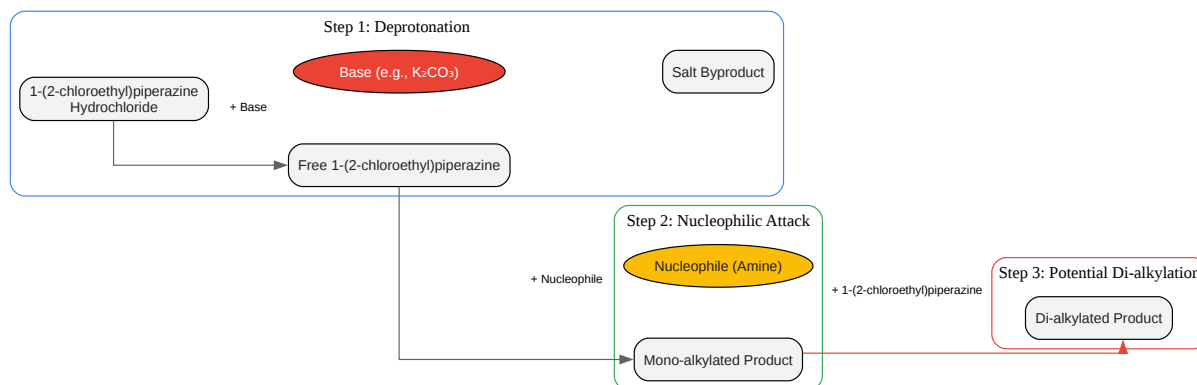 Step 1: Deprotonation
Base (e.g., K₂CO₃)
Salt Byproduct
1-(2-chloroethyl)piperazine
Hydrochloride
+ Base
Free 1-(2-chloroethyl)piperazine
Step 2: Nucleophilic Attack
Nucleophile (Amine)
+ Nucleophile
+ 1-(2-chloroethyl)piperazine
Step 3: Potential Di-alkylation
Di-alkylated Product
Mono-alkylated Product